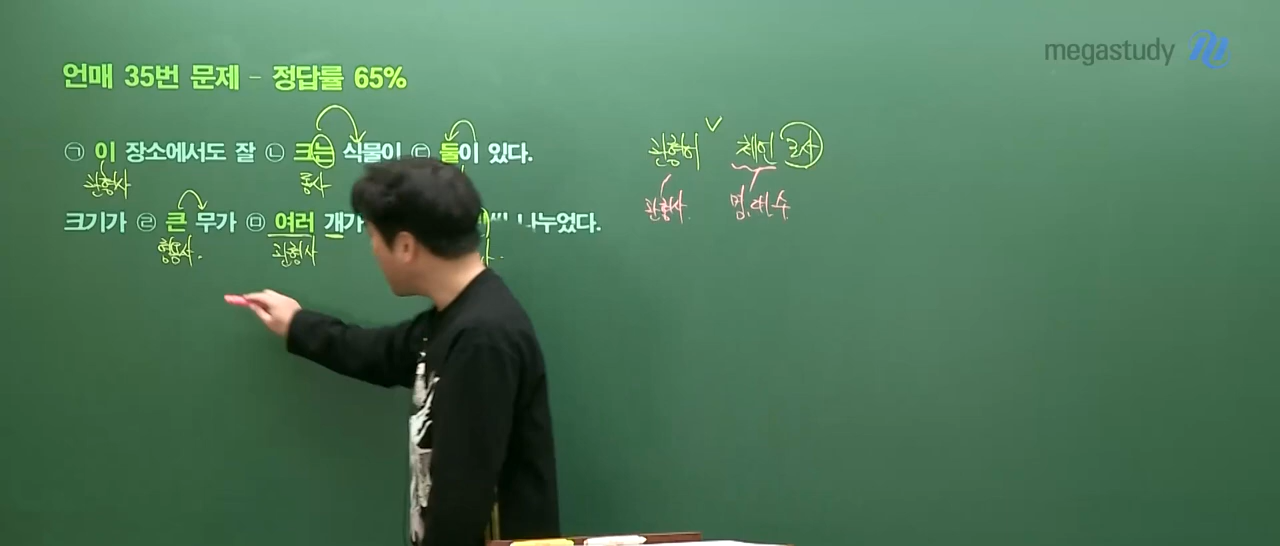 megastudy
언매 35번 문제 - 정답률 65%
㉠ 이 장소에서도 잘 ㉡ 크는 식물이 ㉢ 둘이 있다.
관형사 동사
관형어 ∨ 체언 조사
관형사 명.대.수
크기가 ㉣ 큰 무가 ㉤ 여러 개가 나누었다.
형용사. 관형사